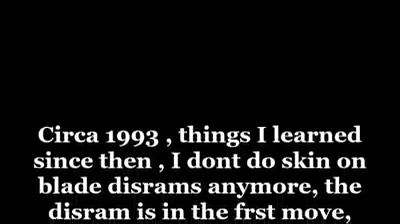 Circa 1993 , things I learned
since then , I dont do skin on
blade disrams anymore, the
disram is in the frst move,